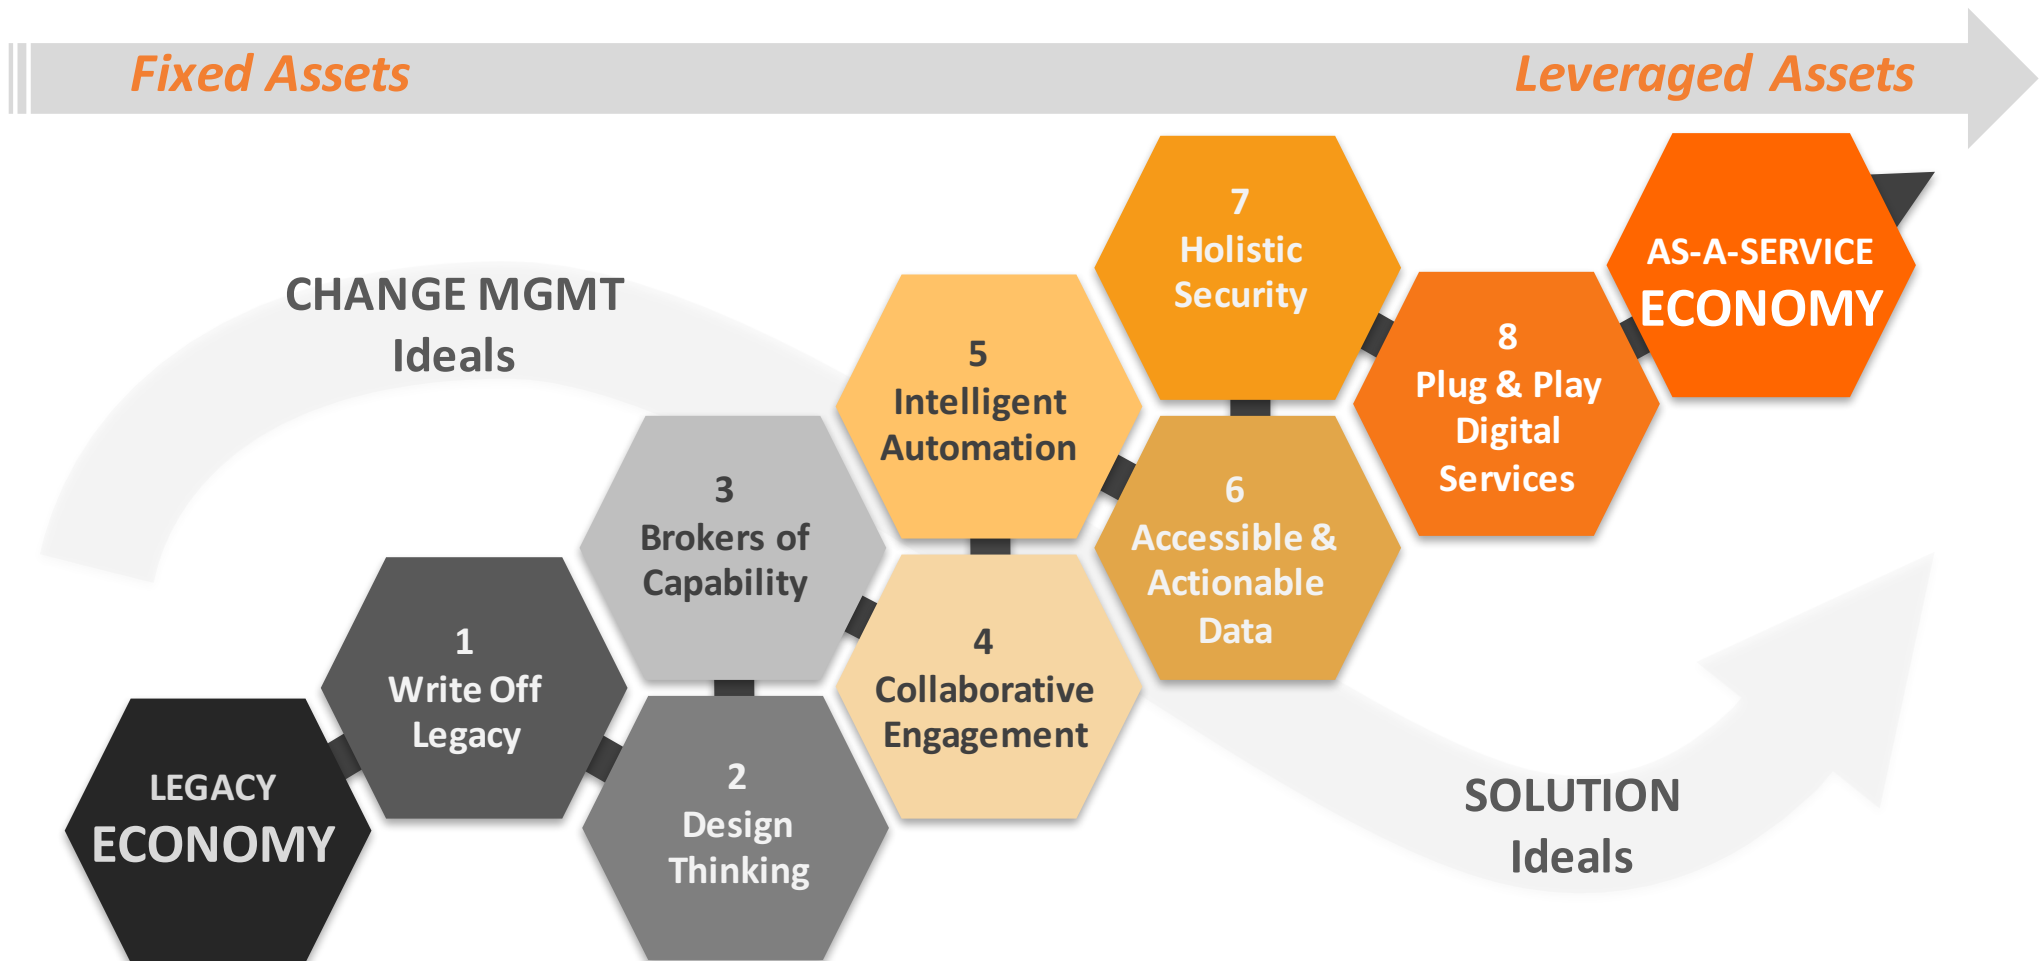 Fixed Assets
Leveraged Assets
CHANGE MGMT
Ideals
LEGACY
ECONOMY
1
Write Off
Legacy
2
Design
Thinking
3
Brokers of
Capability
4
Collaborative
Engagement
5
Intelligent
Automation
6
Accessible &
Actionable
Data
7
Holistic
Security
8
Plug & Play
Digital
Services
AS-A-SERVICE
ECONOMY
SOLUTION
Ideals